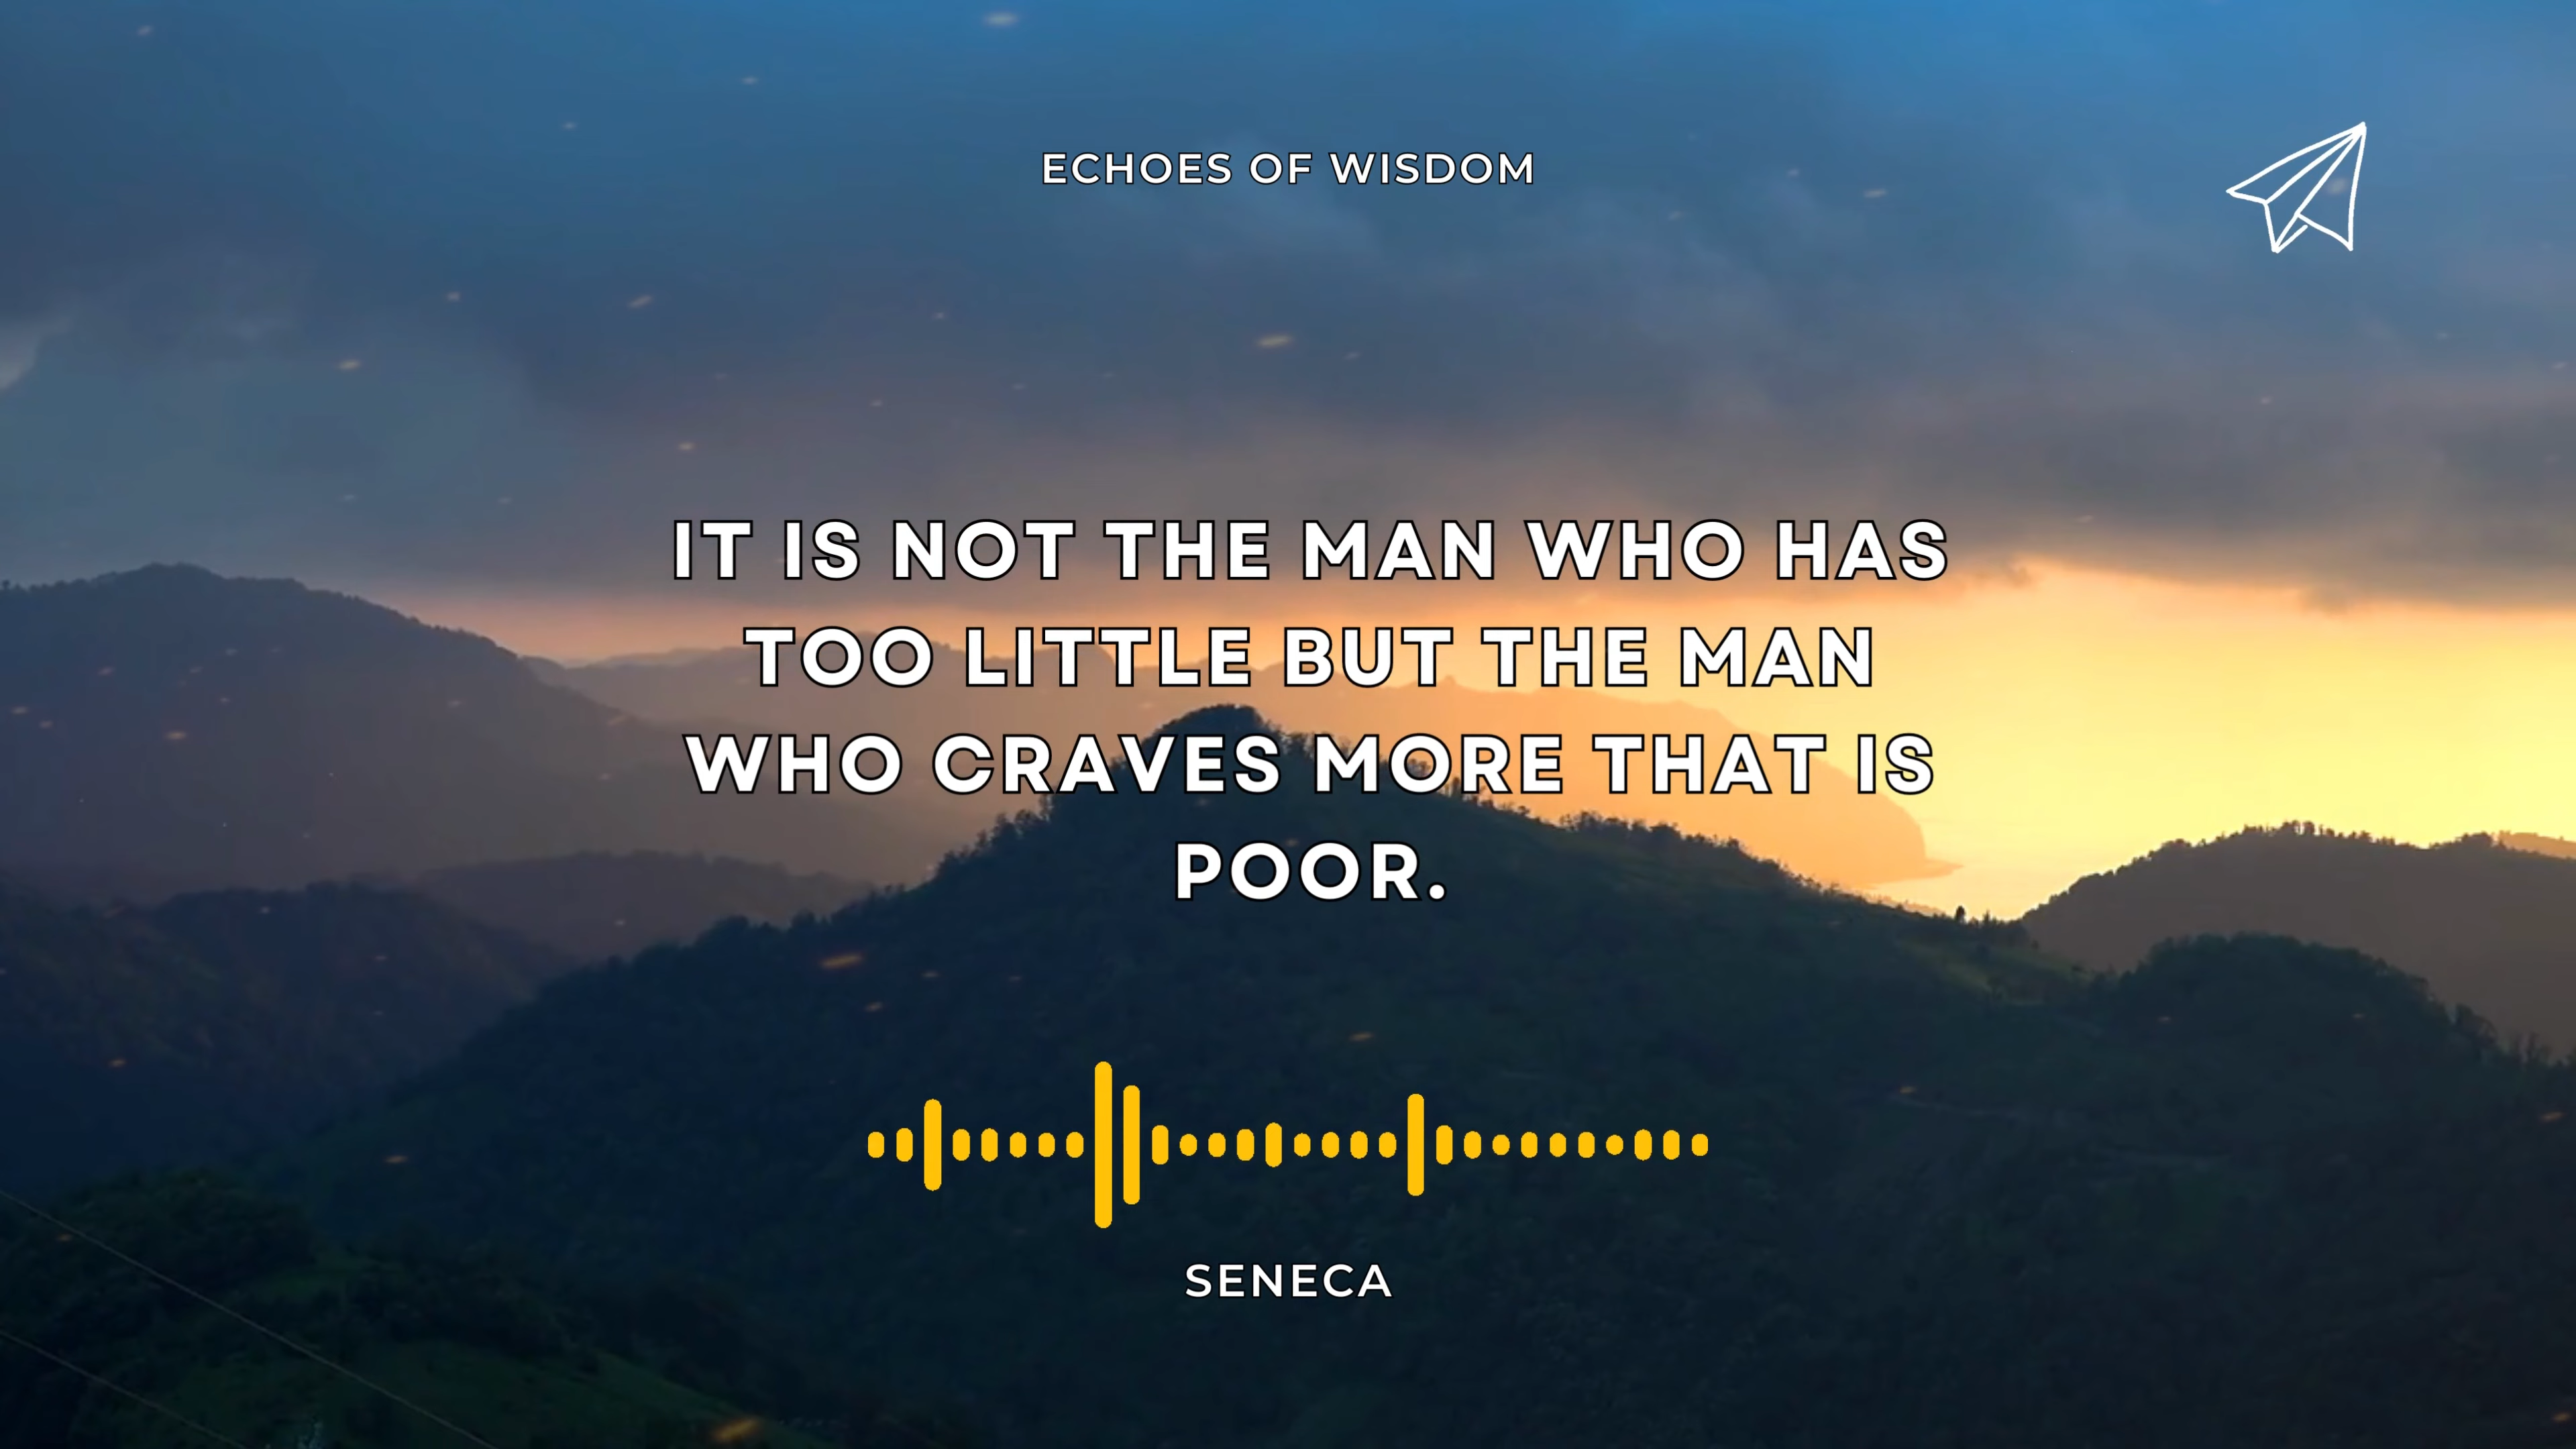 ECHOES OF WISDOM
IT IS NOT THE MAN WHO HAS
TOO LITTLE BUT THE MAN
WHO CRAVES MORE THAT IS
POOR.
SENECA